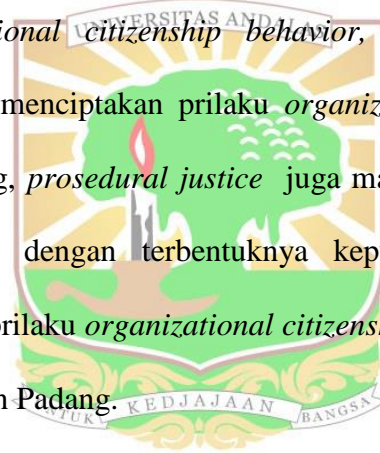 ional citizenship behavior,
UNIVERSITAS ANDALAS
menciptakan prilaku organiz
g, prosedural justice juga ma
dengan terbentuknya kep
prilaku organizational citizensh
n Padang.
UNTUK KEDJAJAAN BANGSA